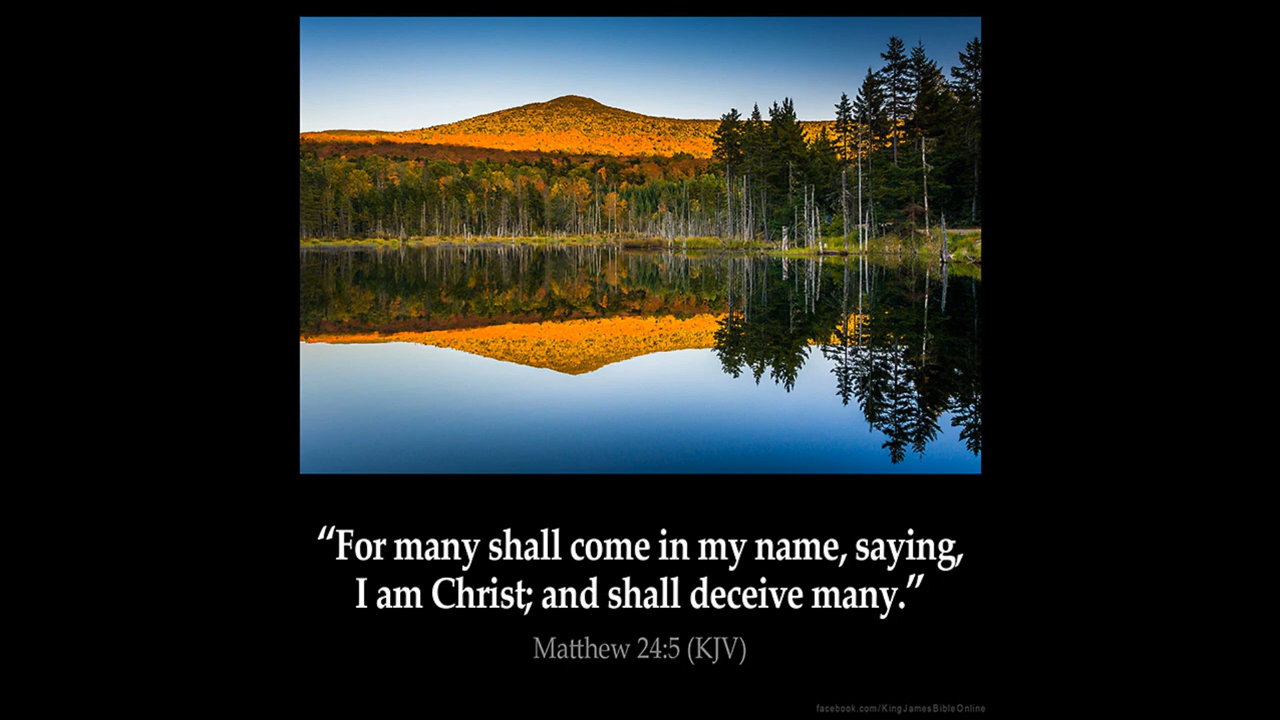 “For many shall come in my name, saying,
I am Christ; and shall deceive many.”
Matthew 24:5 (KJV)
facebook.com/KingJamesBibleOnline